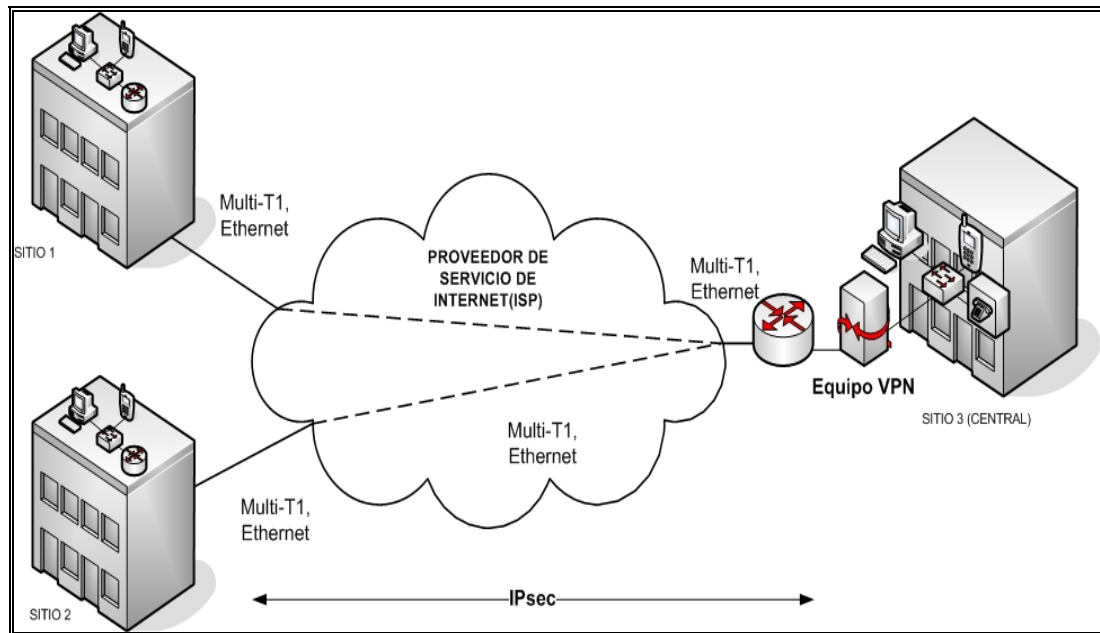 Multi-T1,
Ethernet
SITIO 1
PROVEEDOR DE
SERVICIO DE
INTERNET(ISP)
Multi-T1,
Ethernet
Equipo VPN
SITIO 3 (CENTRAL)
Multi-T1,
Ethernet
Multi-T1,
Ethernet
SITIO 2
IPsec